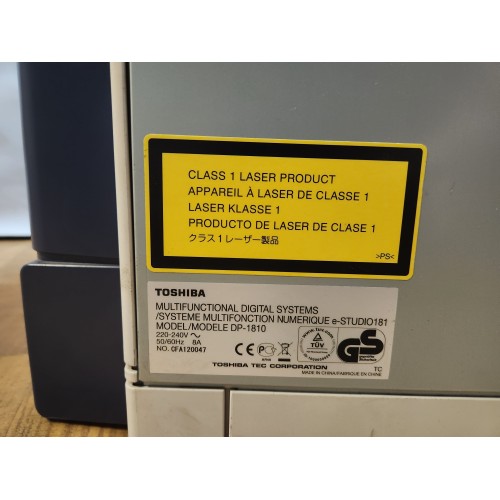 CLASS 1 LASER PRODUCT
APPAREIL À LASER DE CLASSE 1
LASER KLASSE 1
PRODUCTO DE LASER DE CLASE 1
クラス1レーザー製品
>PS<
TOSHIBA
MULTIFUNCTIONAL DIGITAL SYSTEMS
/SYSTEME MULTIFONCTION NUMERIQUE e-STUDIO181
MODEL/MODELE DP-1810
220-240V～
50/60Hz 8A
NO. CFAI20047
CE
TÜV
GS
TOSHIBA TEC CORPORATION
TC
MADE IN CHINA/FABRIQUE EN CHINE